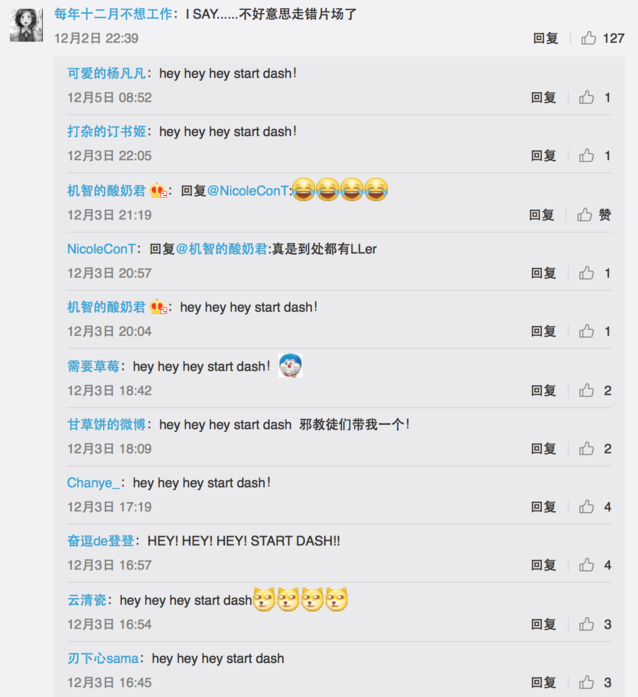 每年十二月不想工作：I SAY......不好意思走错片场了
12月2日 22:39 回复 127
可爱的杨凡凡：hey hey hey start dash！
12月5日 08:52 回复 1
打杂的订书姬：hey hey hey start dash！
12月3日 22:05 回复 1
机智的酸奶君：回复@NicoleConT:😂😂😂😂
12月3日 21:19 回复 赞
NicoleConT：回复@机智的酸奶君:真是到处都有LLer
12月3日 20:57 回复 1
机智的酸奶君：hey hey hey start dash！
12月3日 20:04 回复 1
需要草莓：hey hey hey start dash！
12月3日 18:42 回复 2
甘草饼的微博：hey hey hey start dash 邪教徒们带我一个！
12月3日 18:09 回复 2
Chanye_：hey hey hey start dash！
12月3日 17:19 回复 4
奋逗de登登：HEY! HEY! HEY! START DASH!!
12月3日 16:57 回复 4
云清瓷：hey hey hey start dash
12月3日 16:54 回复 3
刃下心sama：hey hey hey start dash
12月3日 16:45 回复 3